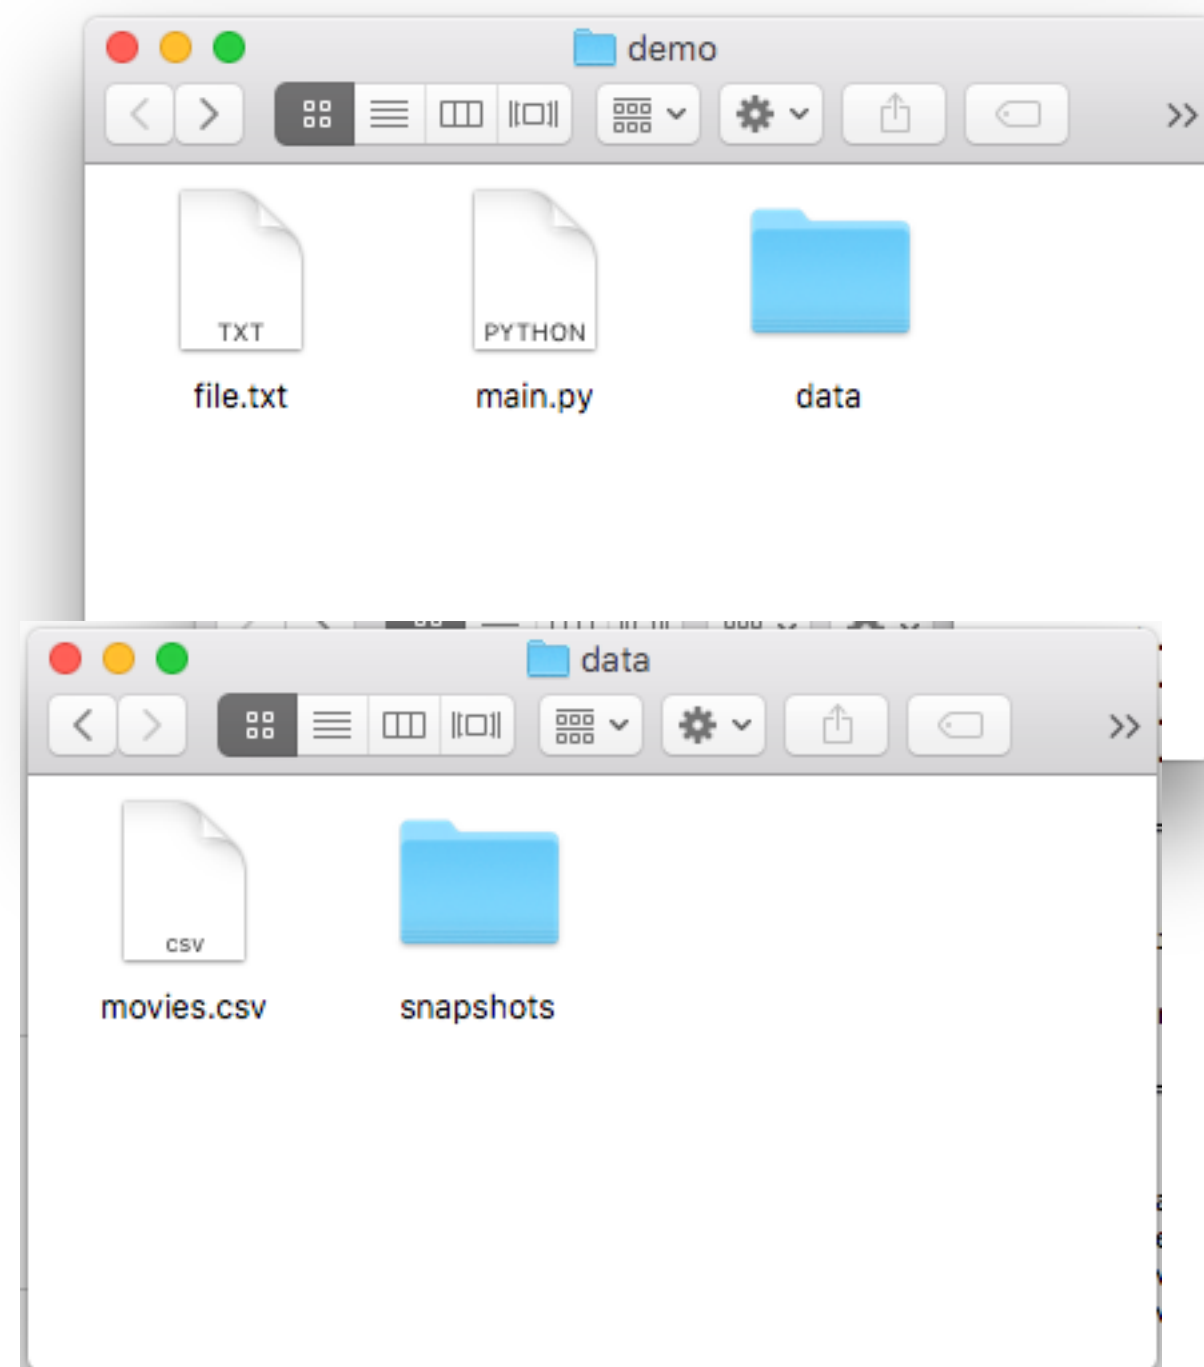 demo
TXT
PYTHON
file.txt
main.py
data
data
CSV
movies.csv
snapshots